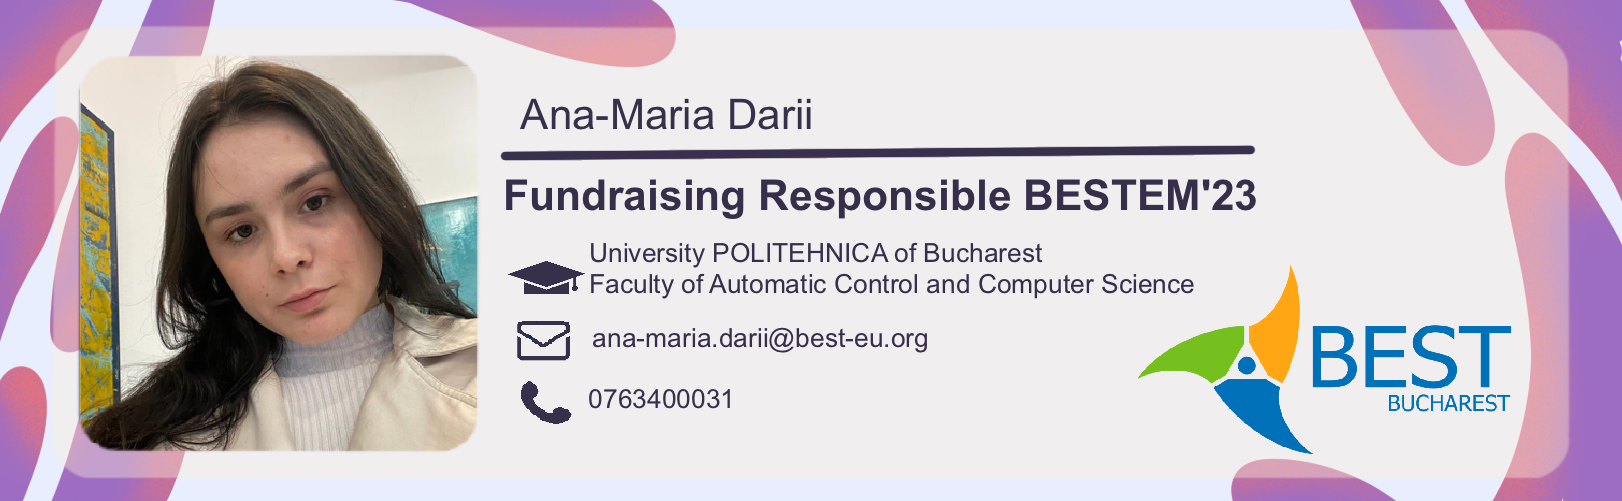 Ana-Maria Darii
Fundraising Responsible BESTEM'23
University POLITEHNICA of Bucharest
Faculty of Automatic Control and Computer Science
ana-maria.darii@best-eu.org
0763400031
BEST
BUCHAREST